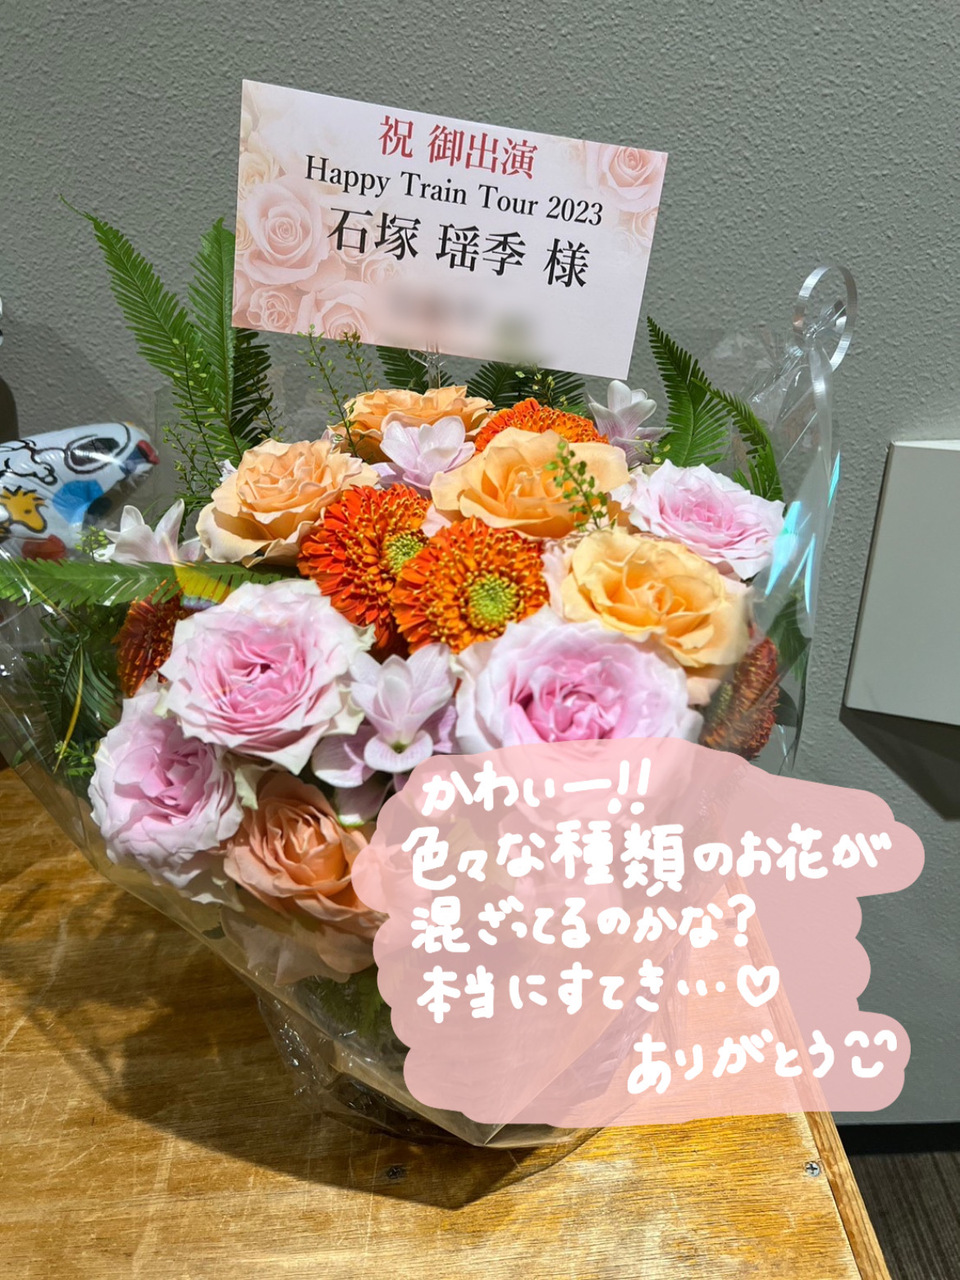 祝 御出演
Happy Train Tour 2023
石塚 瑶季 様
かわいー!!
色々な種類のお花が
混ざってるのかな?
本当にすてき…♡
ありがとう